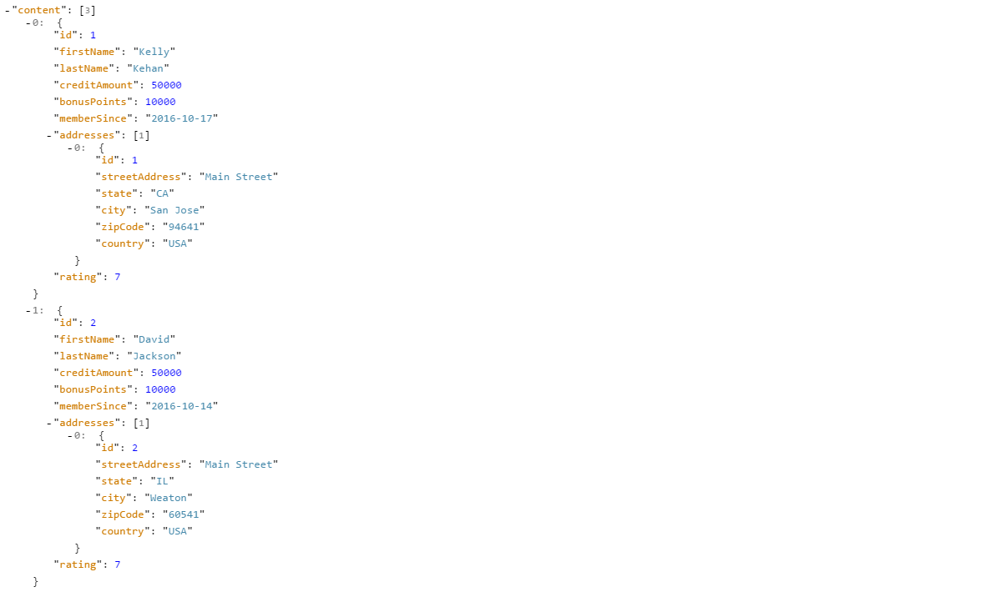 -"content": [3]
-0: {
"id": 1
"firstName": "Kelly"
"lastName": "Kehan"
"creditAmount": 50000
"bonusPoints": 10000
"memberSince": "2016-10-17"
-"addresses": [1]
-0: {
"id": 1
"streetAddress": "Main Street"
"state": "CA"
"city": "San Jose"
"zipCode": "94641"
"country": "USA"
}
"rating": 7
}
-1: {
"id": 2
"firstName": "David"
"lastName": "Jackson"
"creditAmount": 50000
"bonusPoints": 10000
"memberSince": "2016-10-14"
-"addresses": [1]
-0: {
"id": 2
"streetAddress": "Main Street"
"state": "IL"
"city": "Weaton"
"zipCode": "60541"
"country": "USA"
}
"rating": 7
}